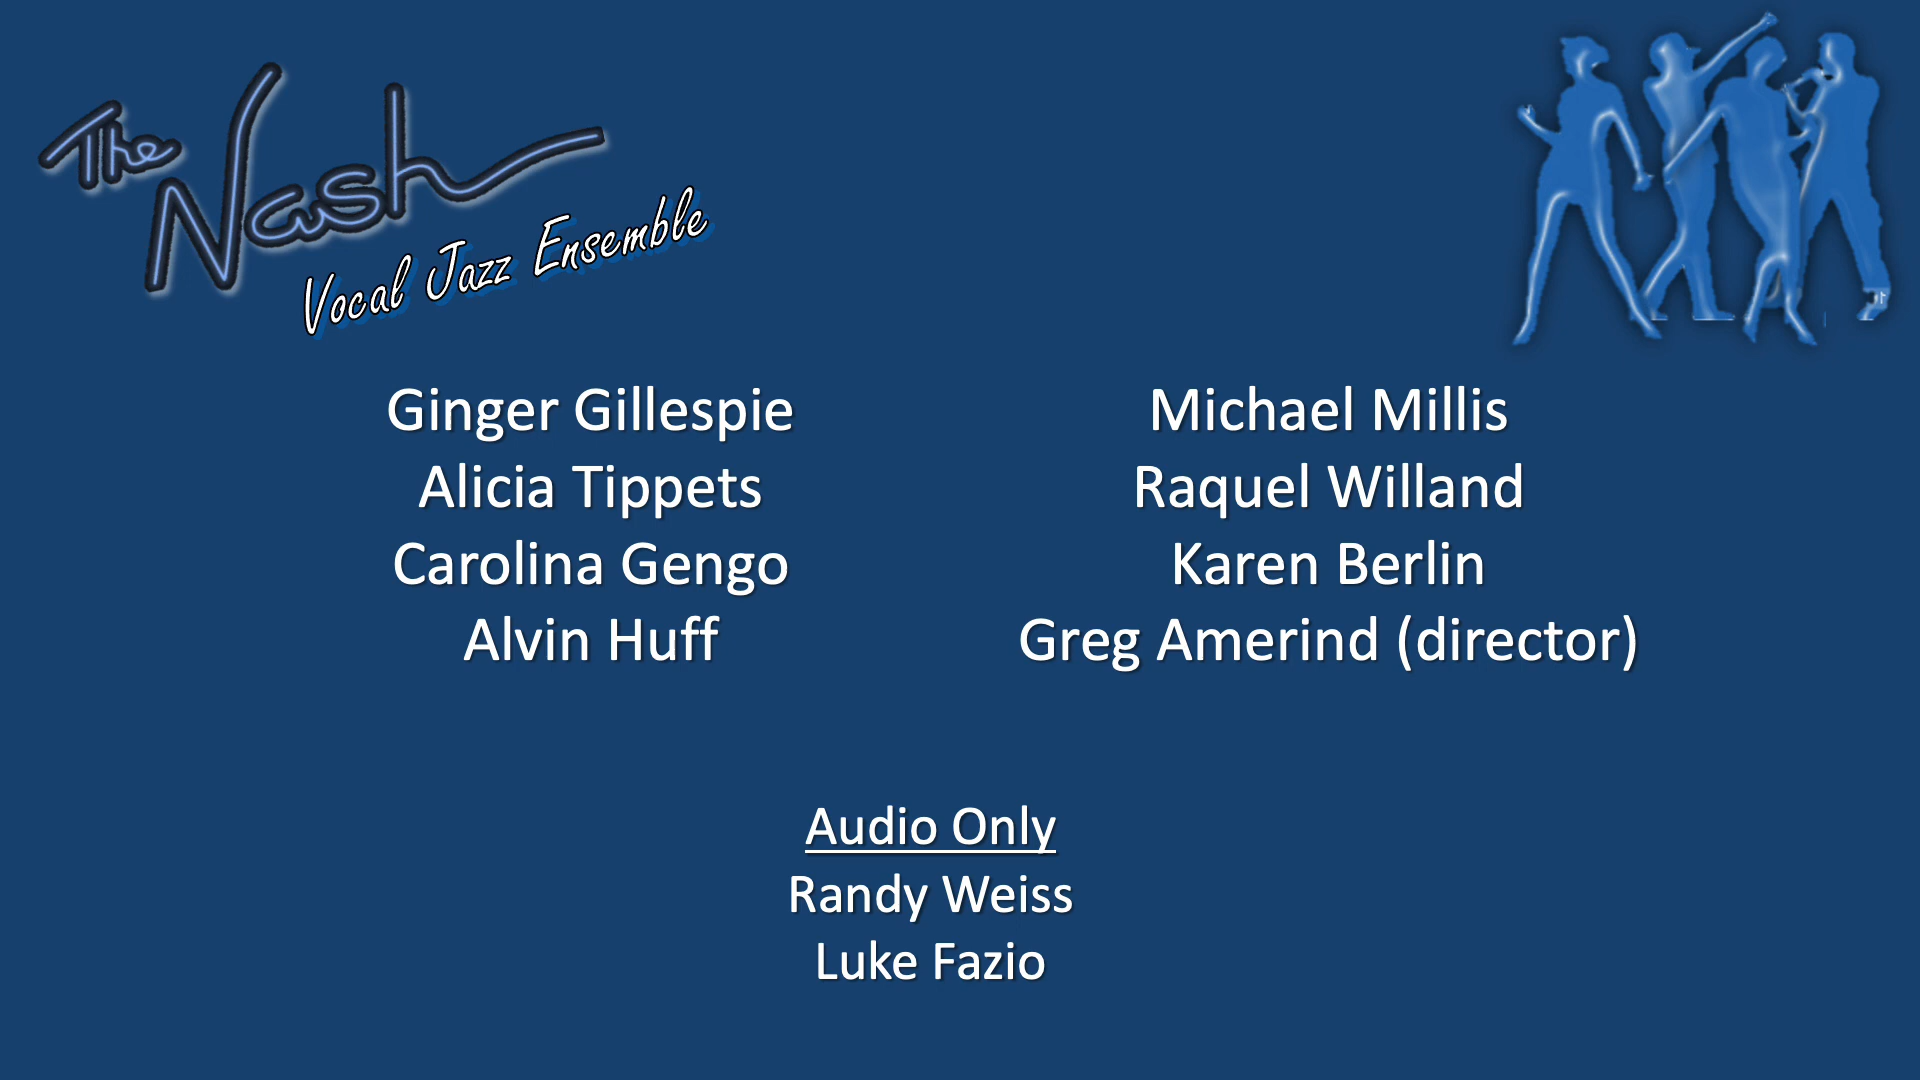 The Nash
Vocal Jazz Ensemble
Ginger Gillespie
Alicia Tippets
Carolina Gengo
Alvin Huff
Michael Millis
Raquel Willand
Karen Berlin
Greg Amerind (director)
Audio Only
Randy Weiss
Luke Fazio